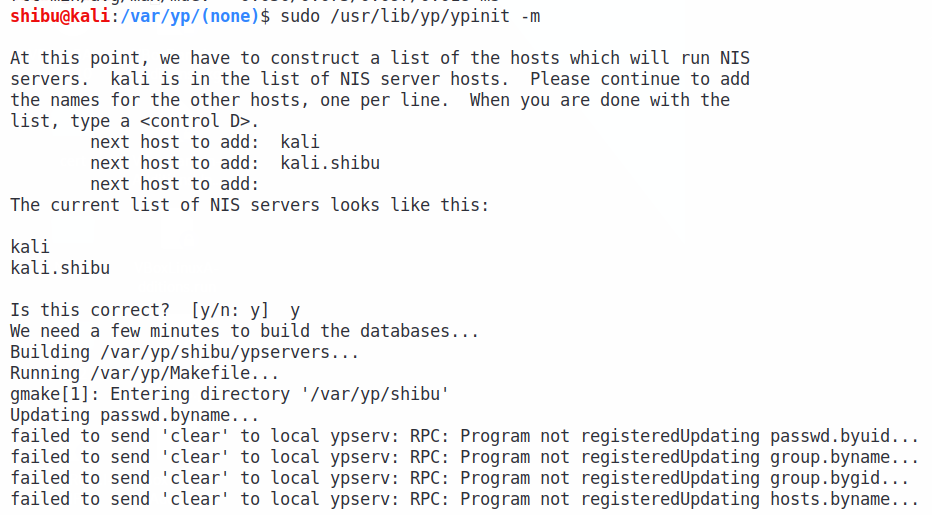 shibu@kali:/var/yp/(none)$ sudo /usr/lib/yp/ypinit -m
At this point, we have to construct a list of the hosts which will run NIS
servers.  kali is in the list of NIS server hosts.  Please continue to add
the names for the other hosts, one per line.  When you are done with the
list, type a <control D>.
        next host to add:  kali
        next host to add:  kali.shibu
        next host to add:
The current list of NIS servers looks like this:
kali
kali.shibu
Is this correct?  [y/n: y]  y
We need a few minutes to build the databases...
Building /var/yp/shibu/ypservers...
Running /var/yp/Makefile...
gmake[1]: Entering directory '/var/yp/shibu'
Updating passwd.byname...
failed to send 'clear' to local ypserv: RPC: Program not registeredUpdating passwd.byuid...
failed to send 'clear' to local ypserv: RPC: Program not registeredUpdating group.byname...
failed to send 'clear' to local ypserv: RPC: Program not registeredUpdating group.bygid...
failed to send 'clear' to local ypserv: RPC: Program not registeredUpdating hosts.byname...